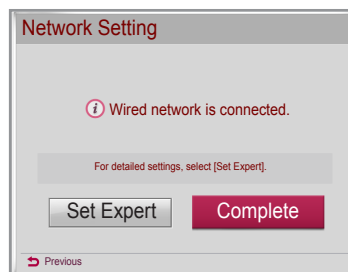 Network Setting
Wired network is connected.
For detailed settings, select [Set Expert].
Set Expert
Complete
Previous